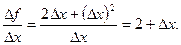 Δf/Δx = (2Δx + (Δx)²)/Δx = 2 + Δx.